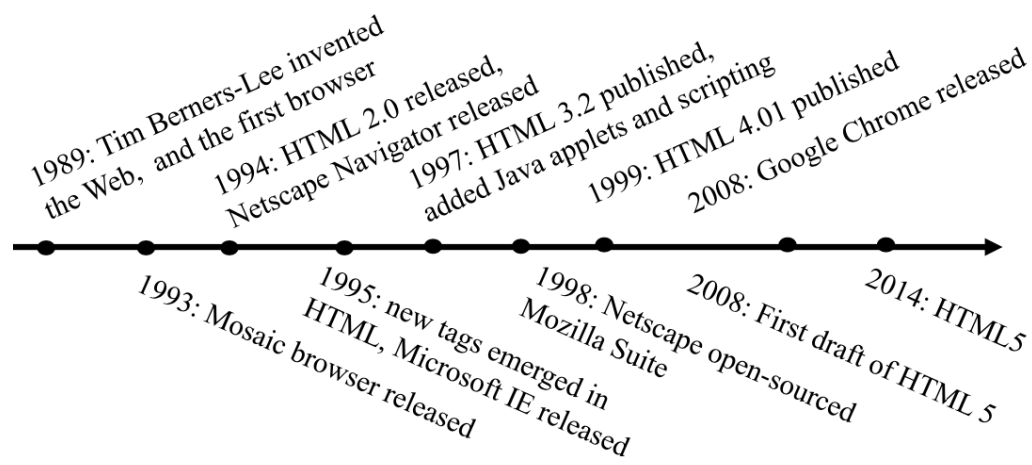 1989: Tim Berners-Lee invented
the Web, and the first browser
1993: Mosaic browser released
1994: HTML 2.0 released,
Netscape Navigator released
1995: new tags emerged in
HTML, Microsoft IE released
1997: HTML 3.2 published,
added Java applets and scripting
1998: Netscape open-sourced
Mozilla Suite
1999: HTML 4.01 published
2008: Google Chrome released
2008: First draft of HTML 5
2014: HTML5